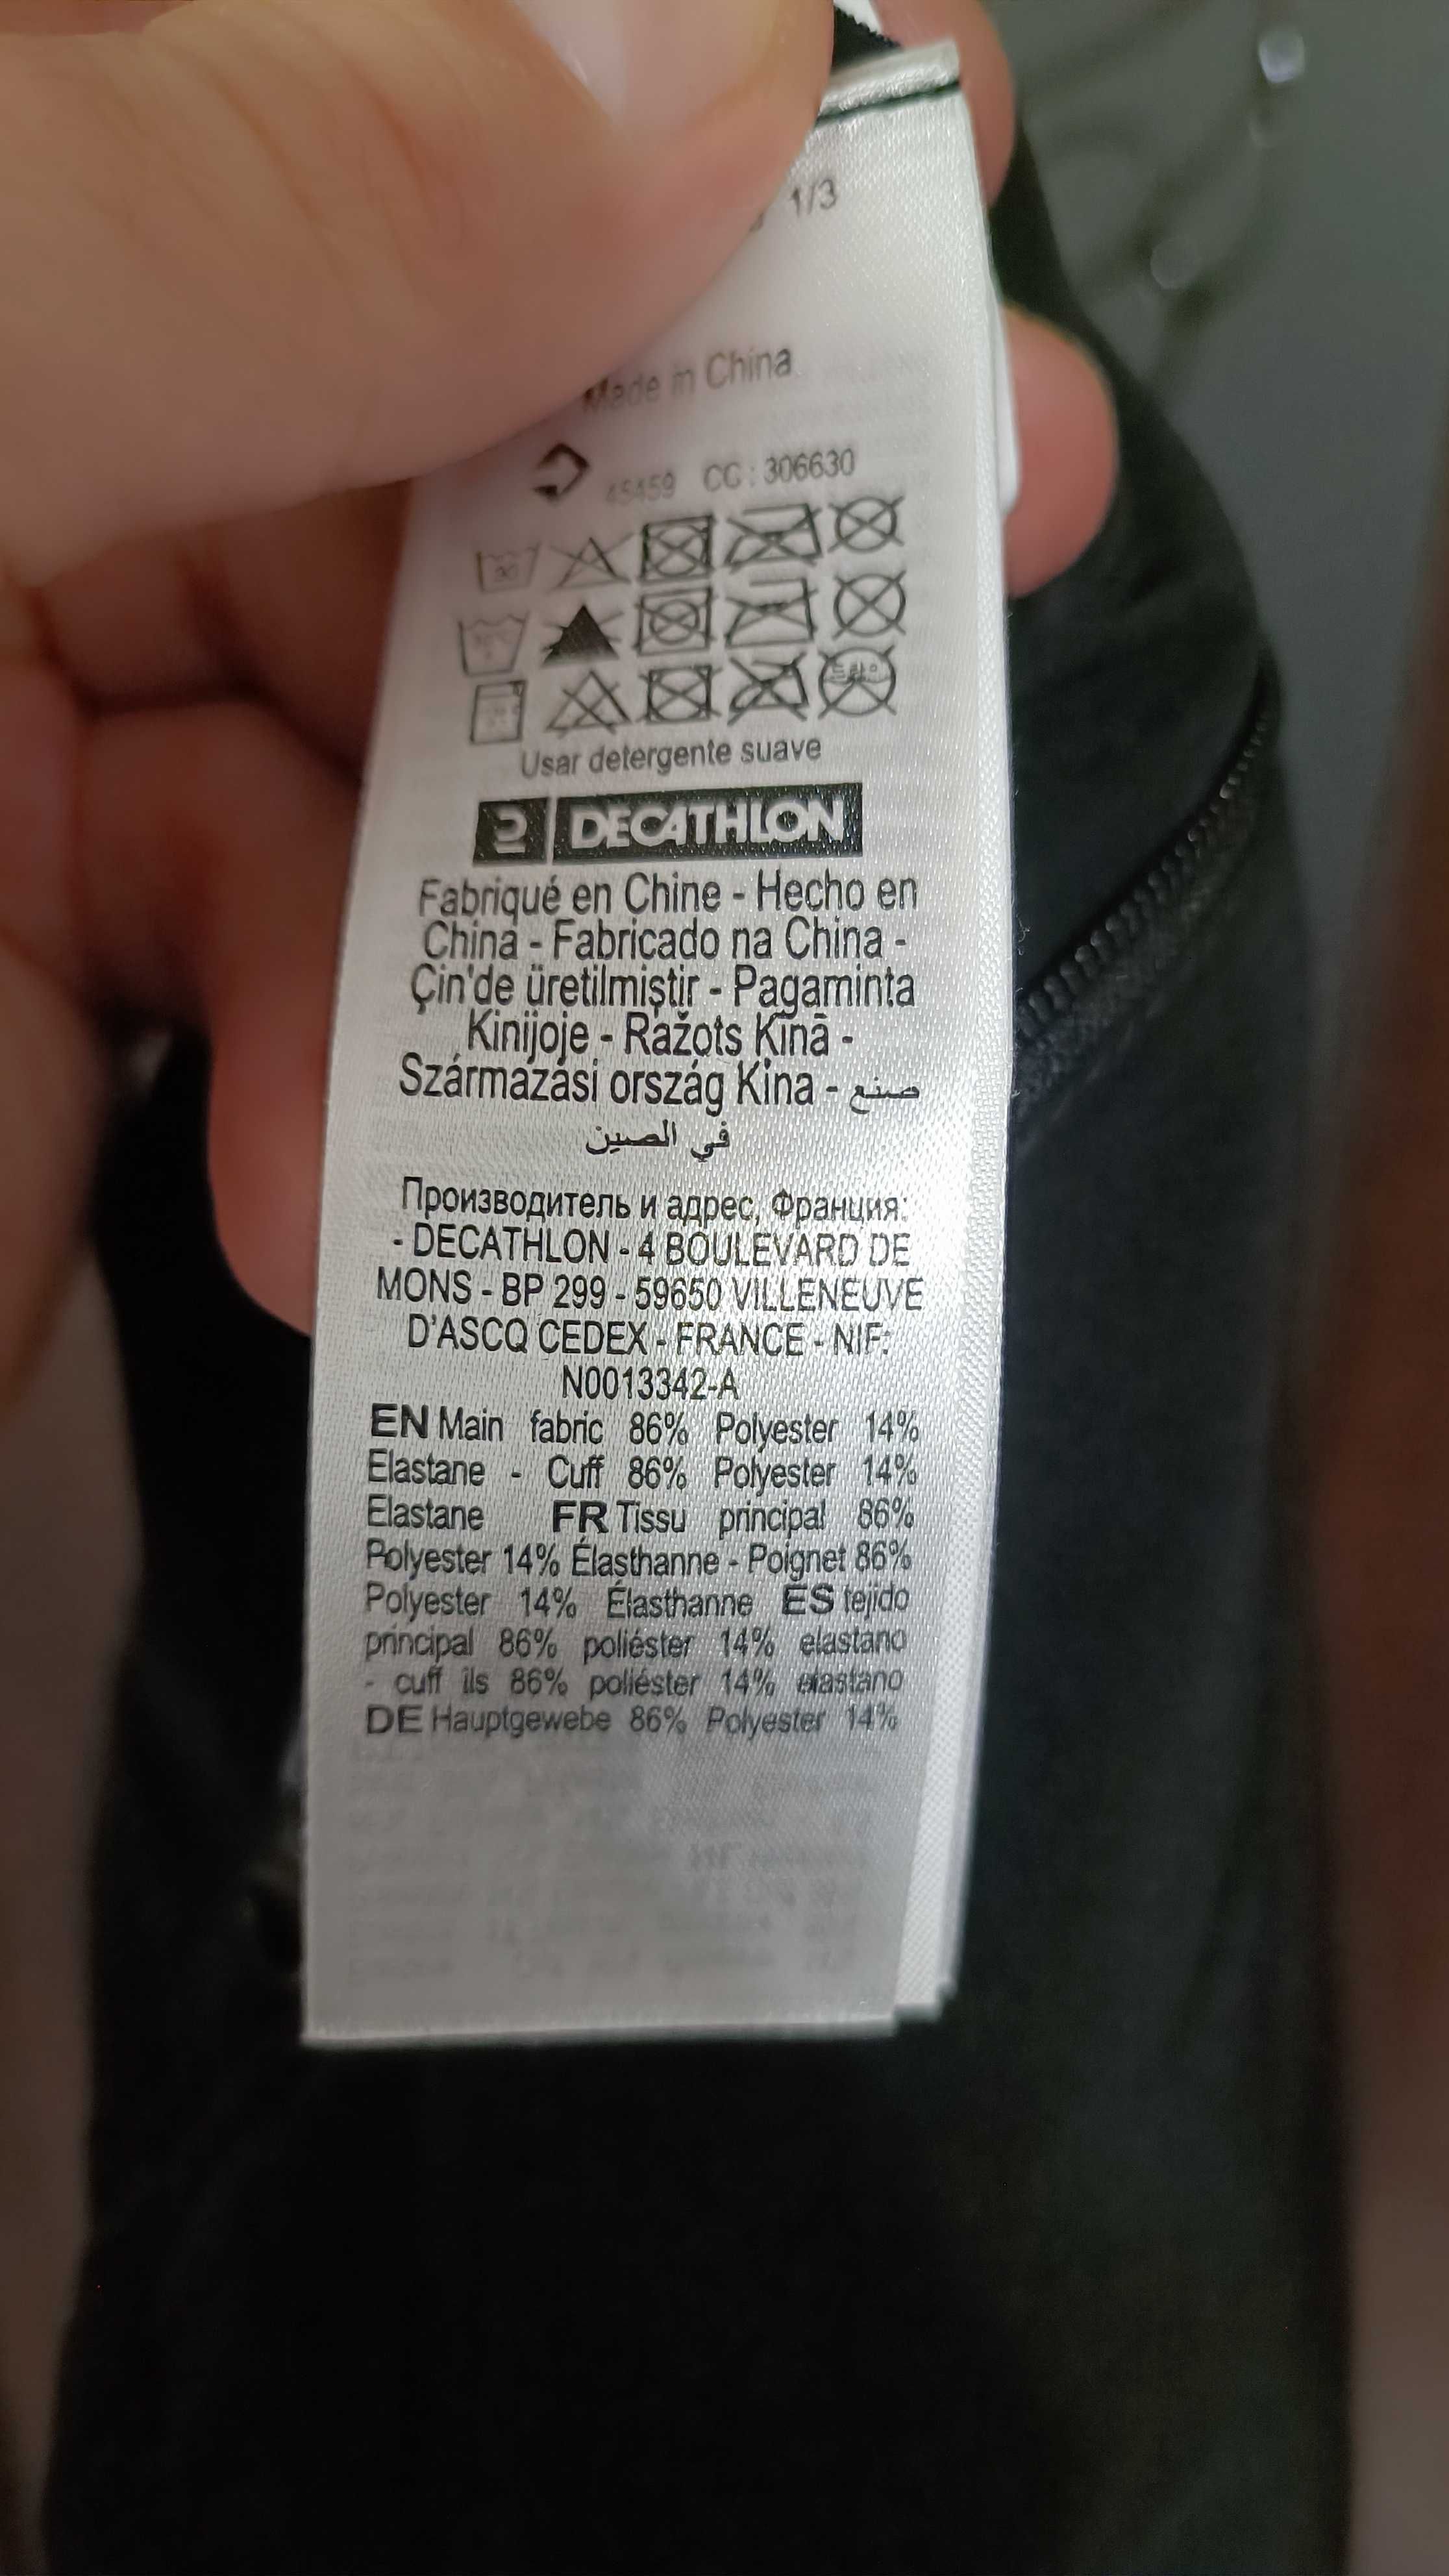 1/3
Made in China
45459 CC : 306630
30
Usar detergente suave
DECATHLON
Fabriqué en Chine - Hecho en
China - Fabricado na China -
Çin'de üretilmiştir - Pagaminta
Kinijoje - Ražots Ķīnā -
Származási ország Kína - صنع
في الصين
Производитель и адрес, Франция:
- DECATHLON - 4 BOULEVARD DE
MONS - BP 299 - 59650 VILLENEUVE
D'ASCQ CEDEX - FRANCE - NIF:
N0013342-A
EN Main fabric 86% Polyester 14%
Elastane - Cuff 86% Polyester 14%
Elastane FR Tissu principal 86%
Polyester 14% Élasthanne - Poignet 86%
Polyester 14% Élasthanne ES tejido
principal 86% poliéster 14% elastano
- cuff ils 86% poliéster 14% elastano
DE Hauptgewebe 86% Polyester 14%